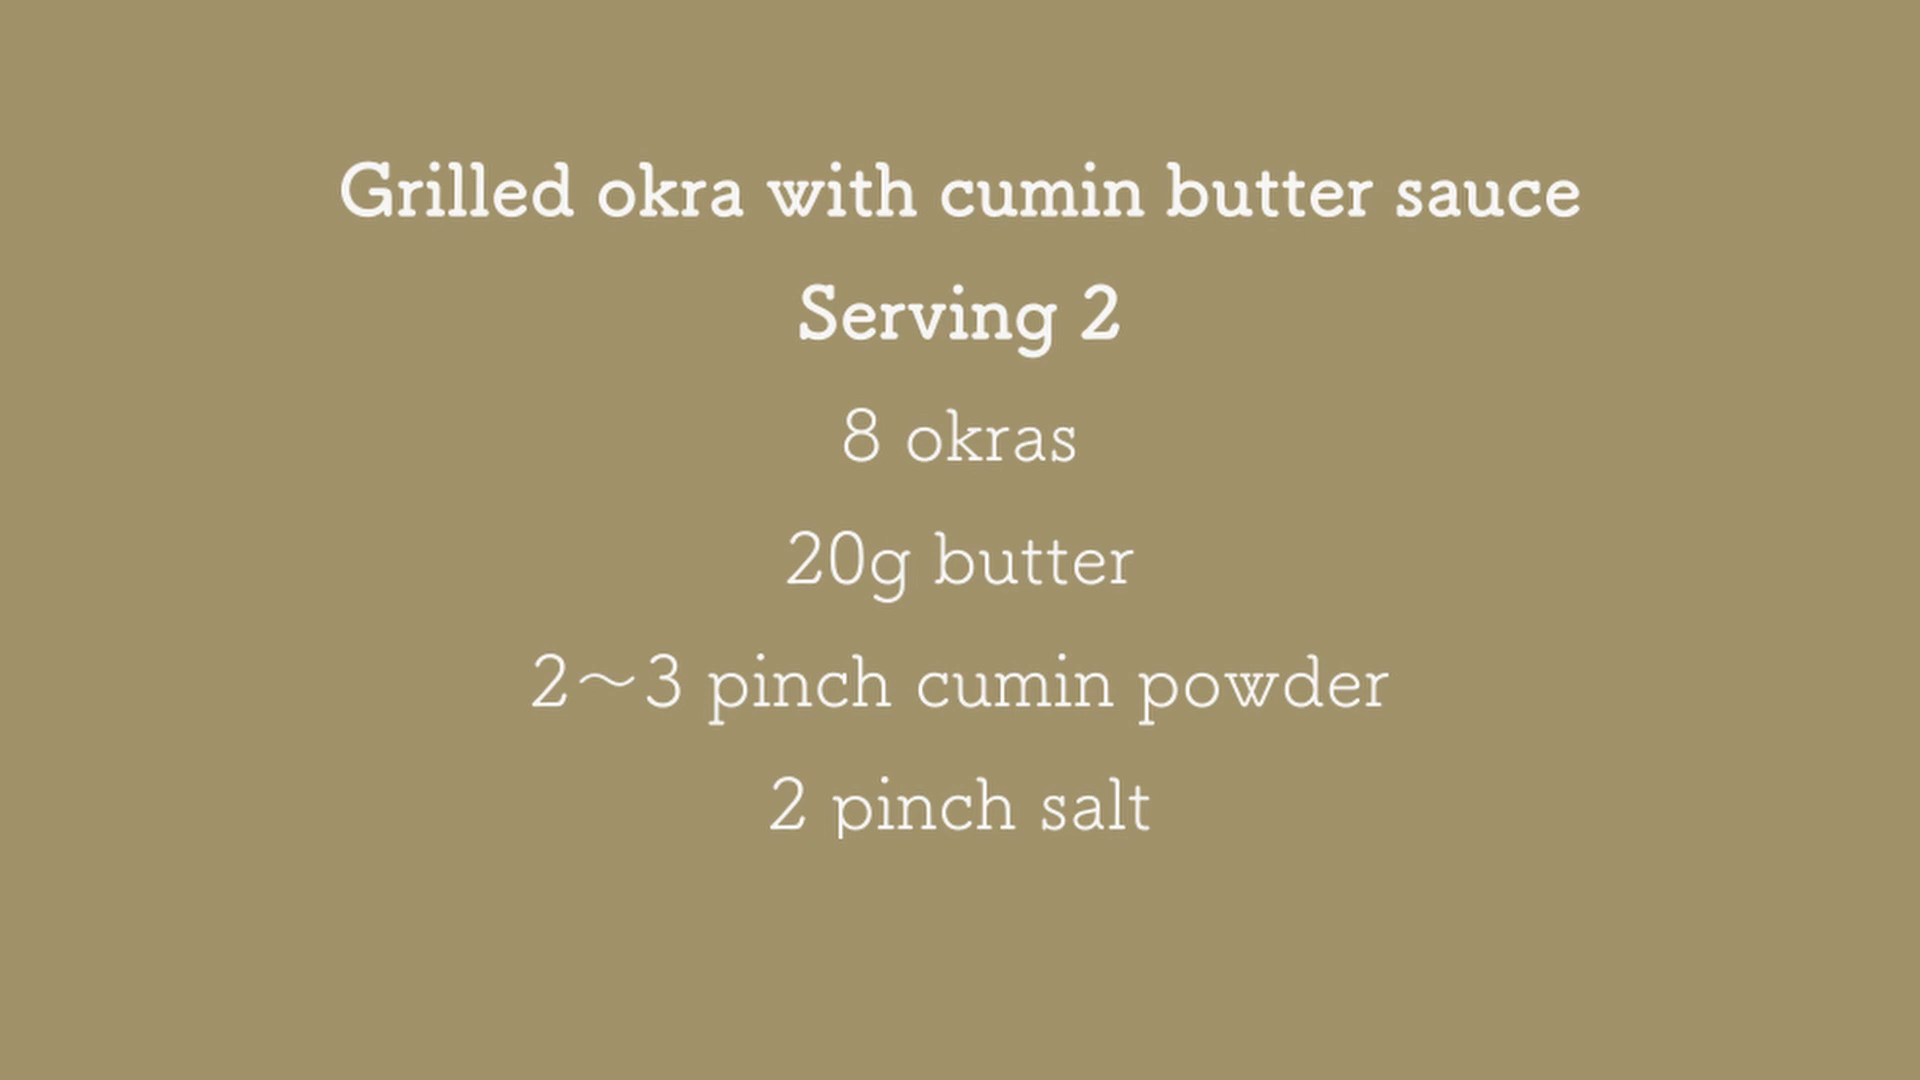 Grilled okra with cumin butter sauce
Serving 2
8 okras
20g butter
2〜3 pinch cumin powder
2 pinch salt